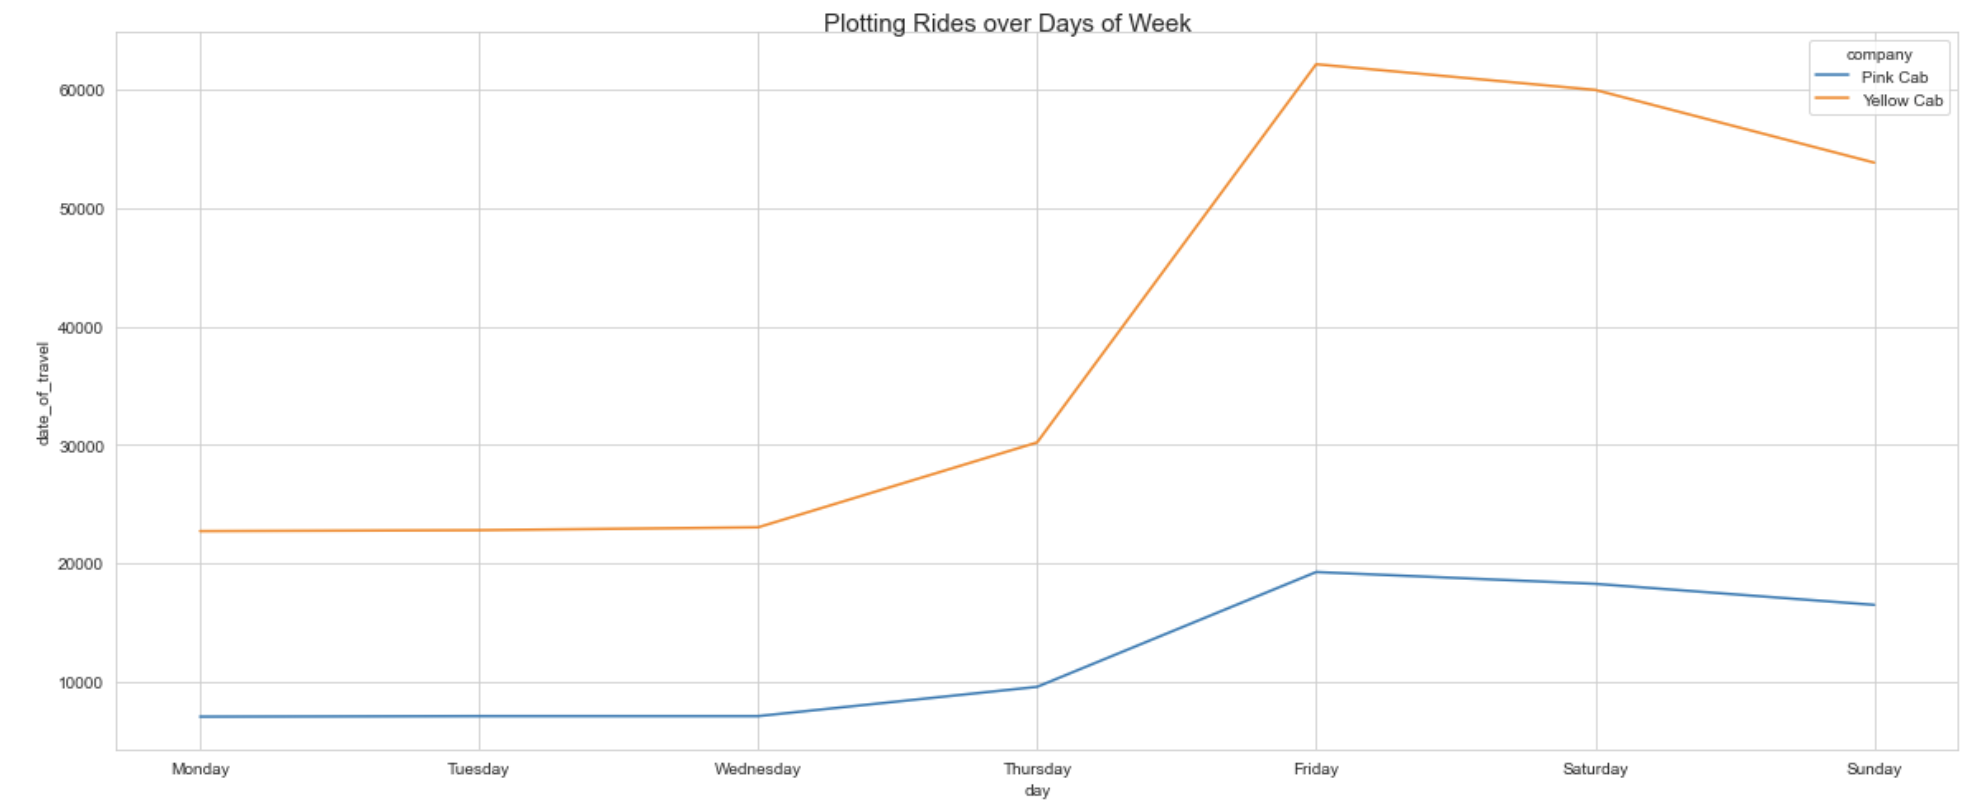 Plotting Rides over Days of Week
company
Pink Cab
Yellow Cab
60000
50000
40000
30000
20000
10000
date_of_travel
Monday Tuesday Wednesday Thursday Friday Saturday Sunday
day